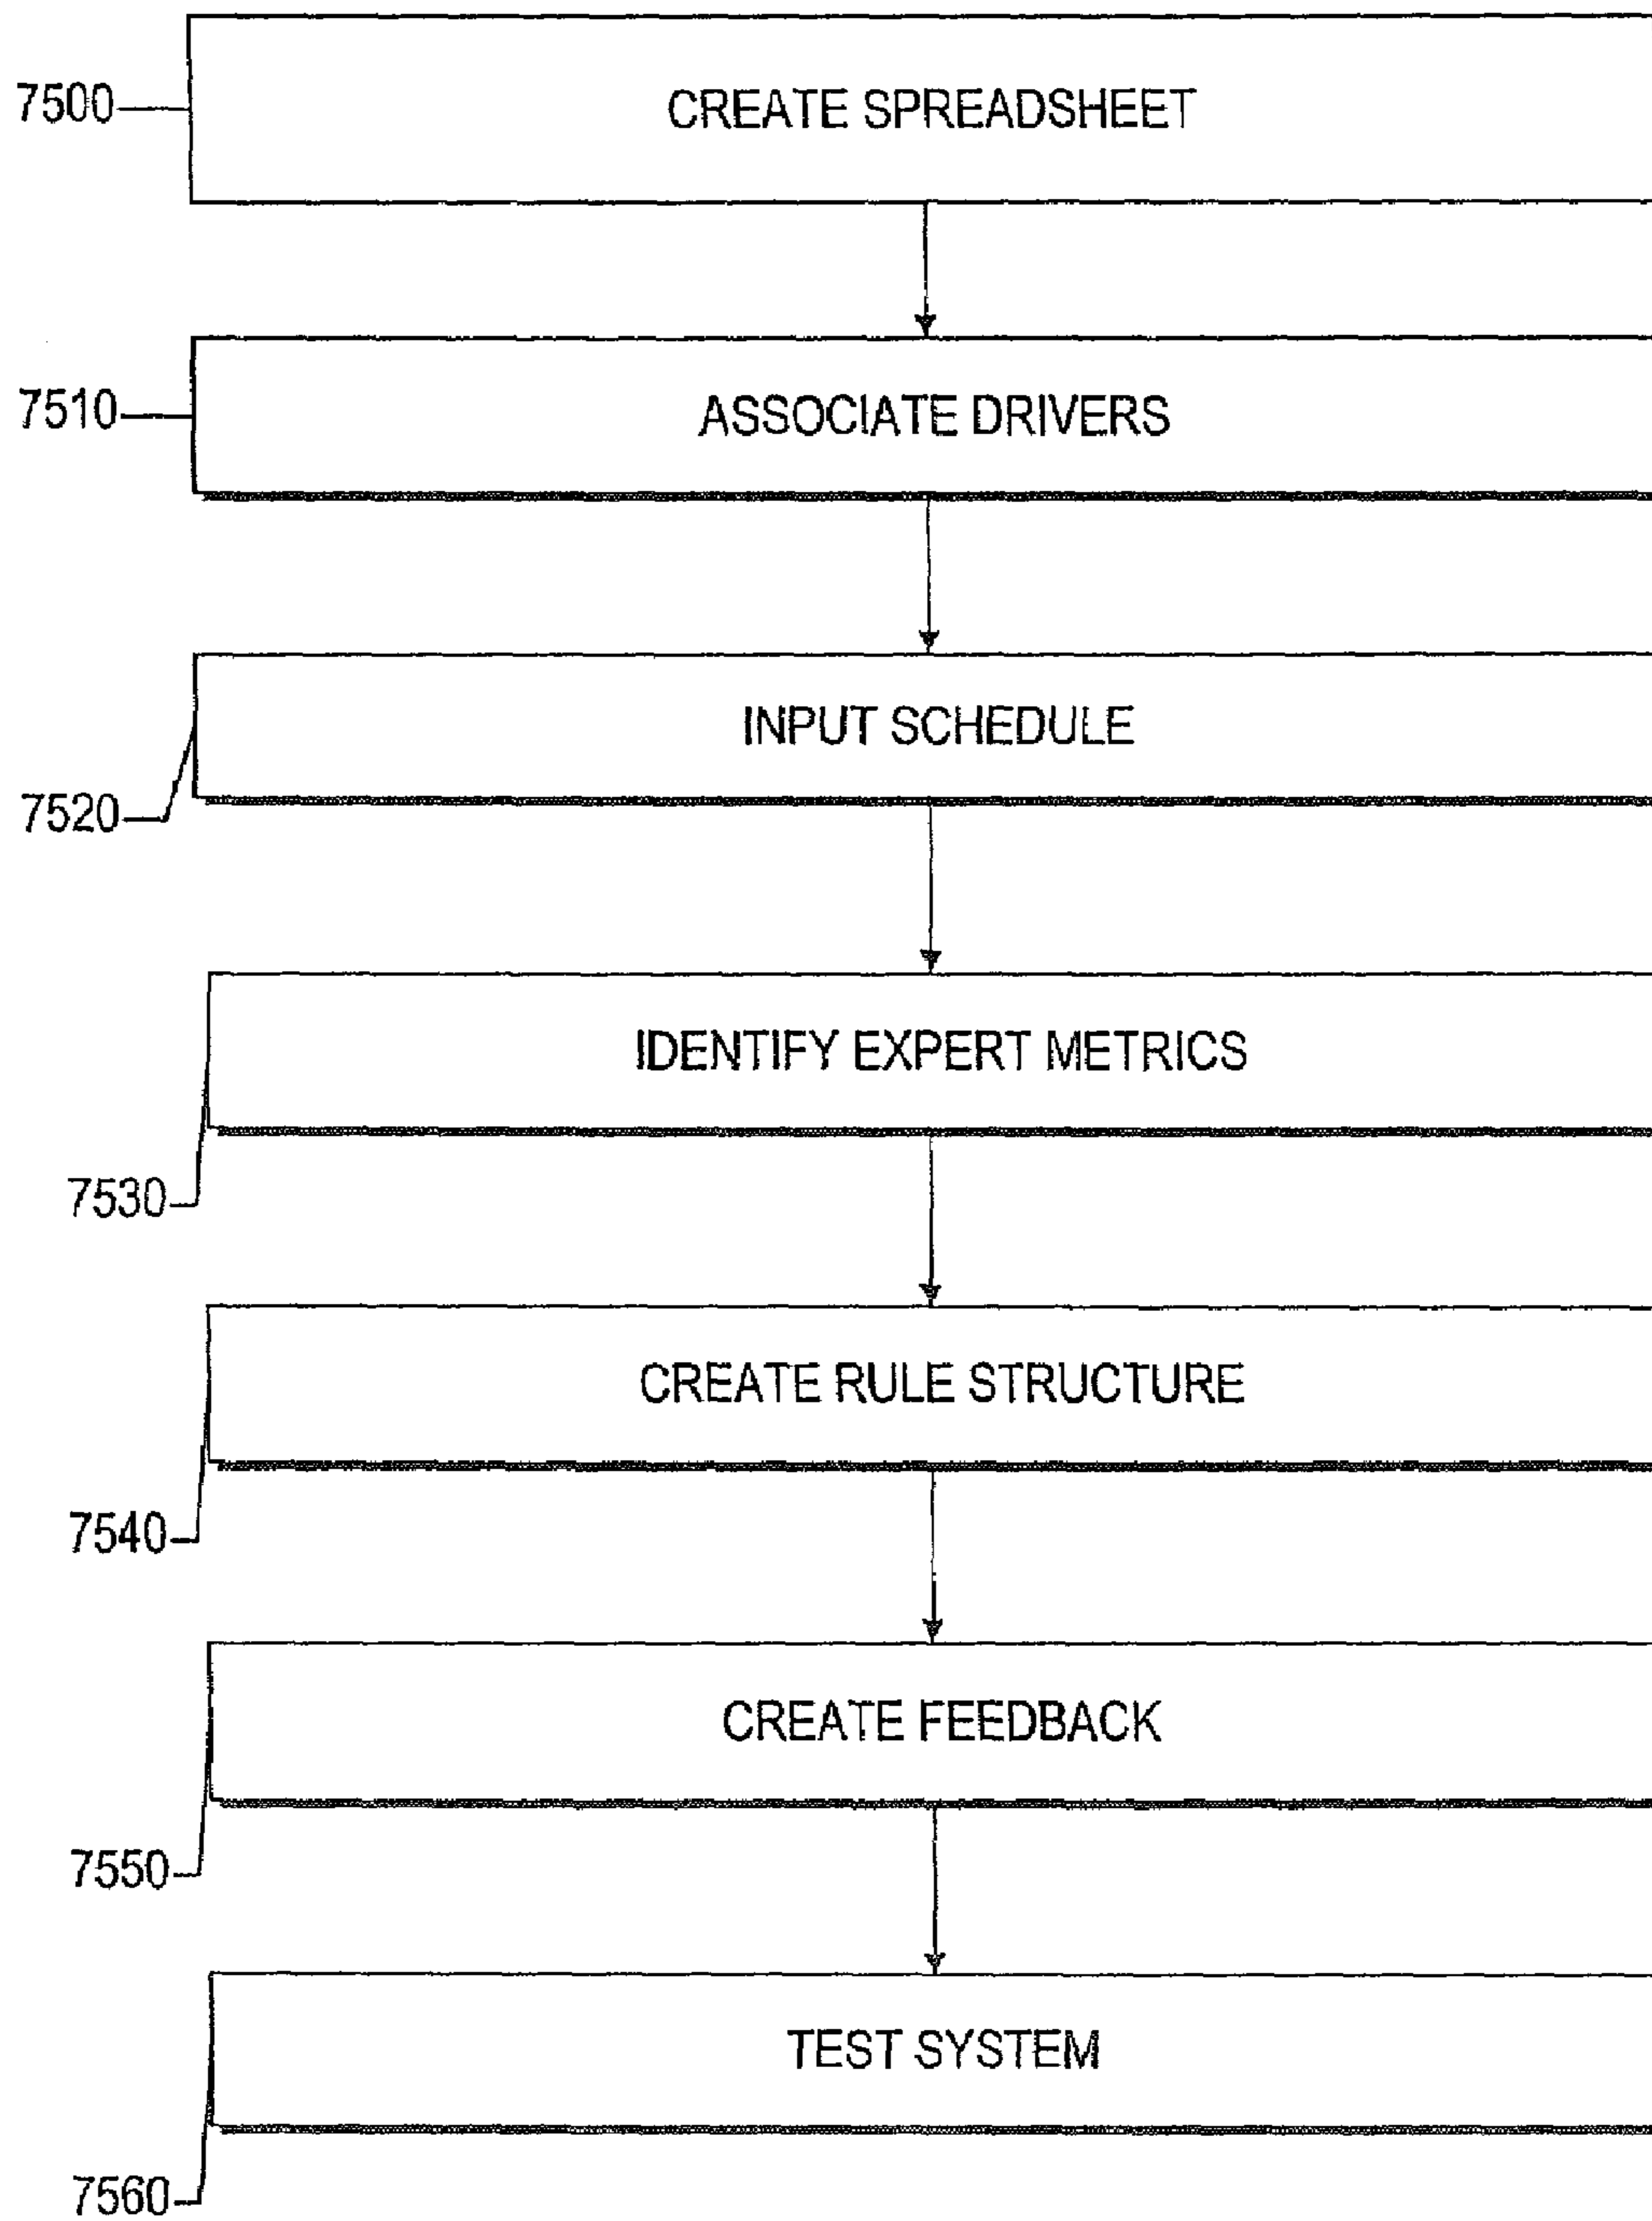 7500
CREATE SPREADSHEET
7510
ASSOCIATE DRIVERS
INPUT SCHEDULE
7520
IDENTIFY EXPERT METRICS
7530
CREATE RULE STRUCTURE
7540
CREATE FEEDBACK
7550
TEST SYSTEM
7560